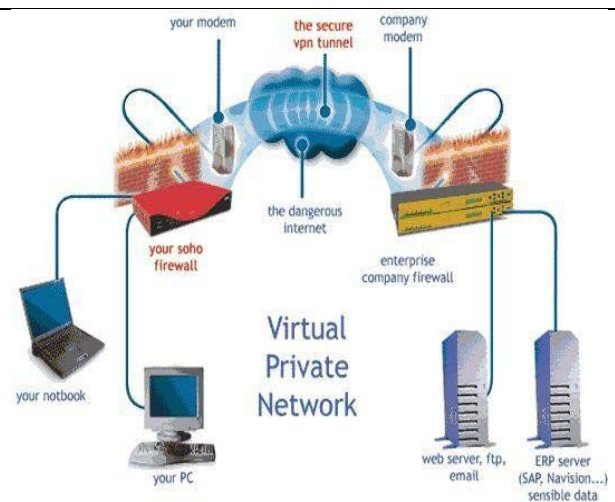 your modem
the secure
vpn tunnel
company
modem
the dangerous
internet
your soho
firewall
enterprise
company firewall
Virtual
Private
Network
your notbook
your PC
web server, ftp,
email
ERP server
(SAP, Navision...)
sensible data